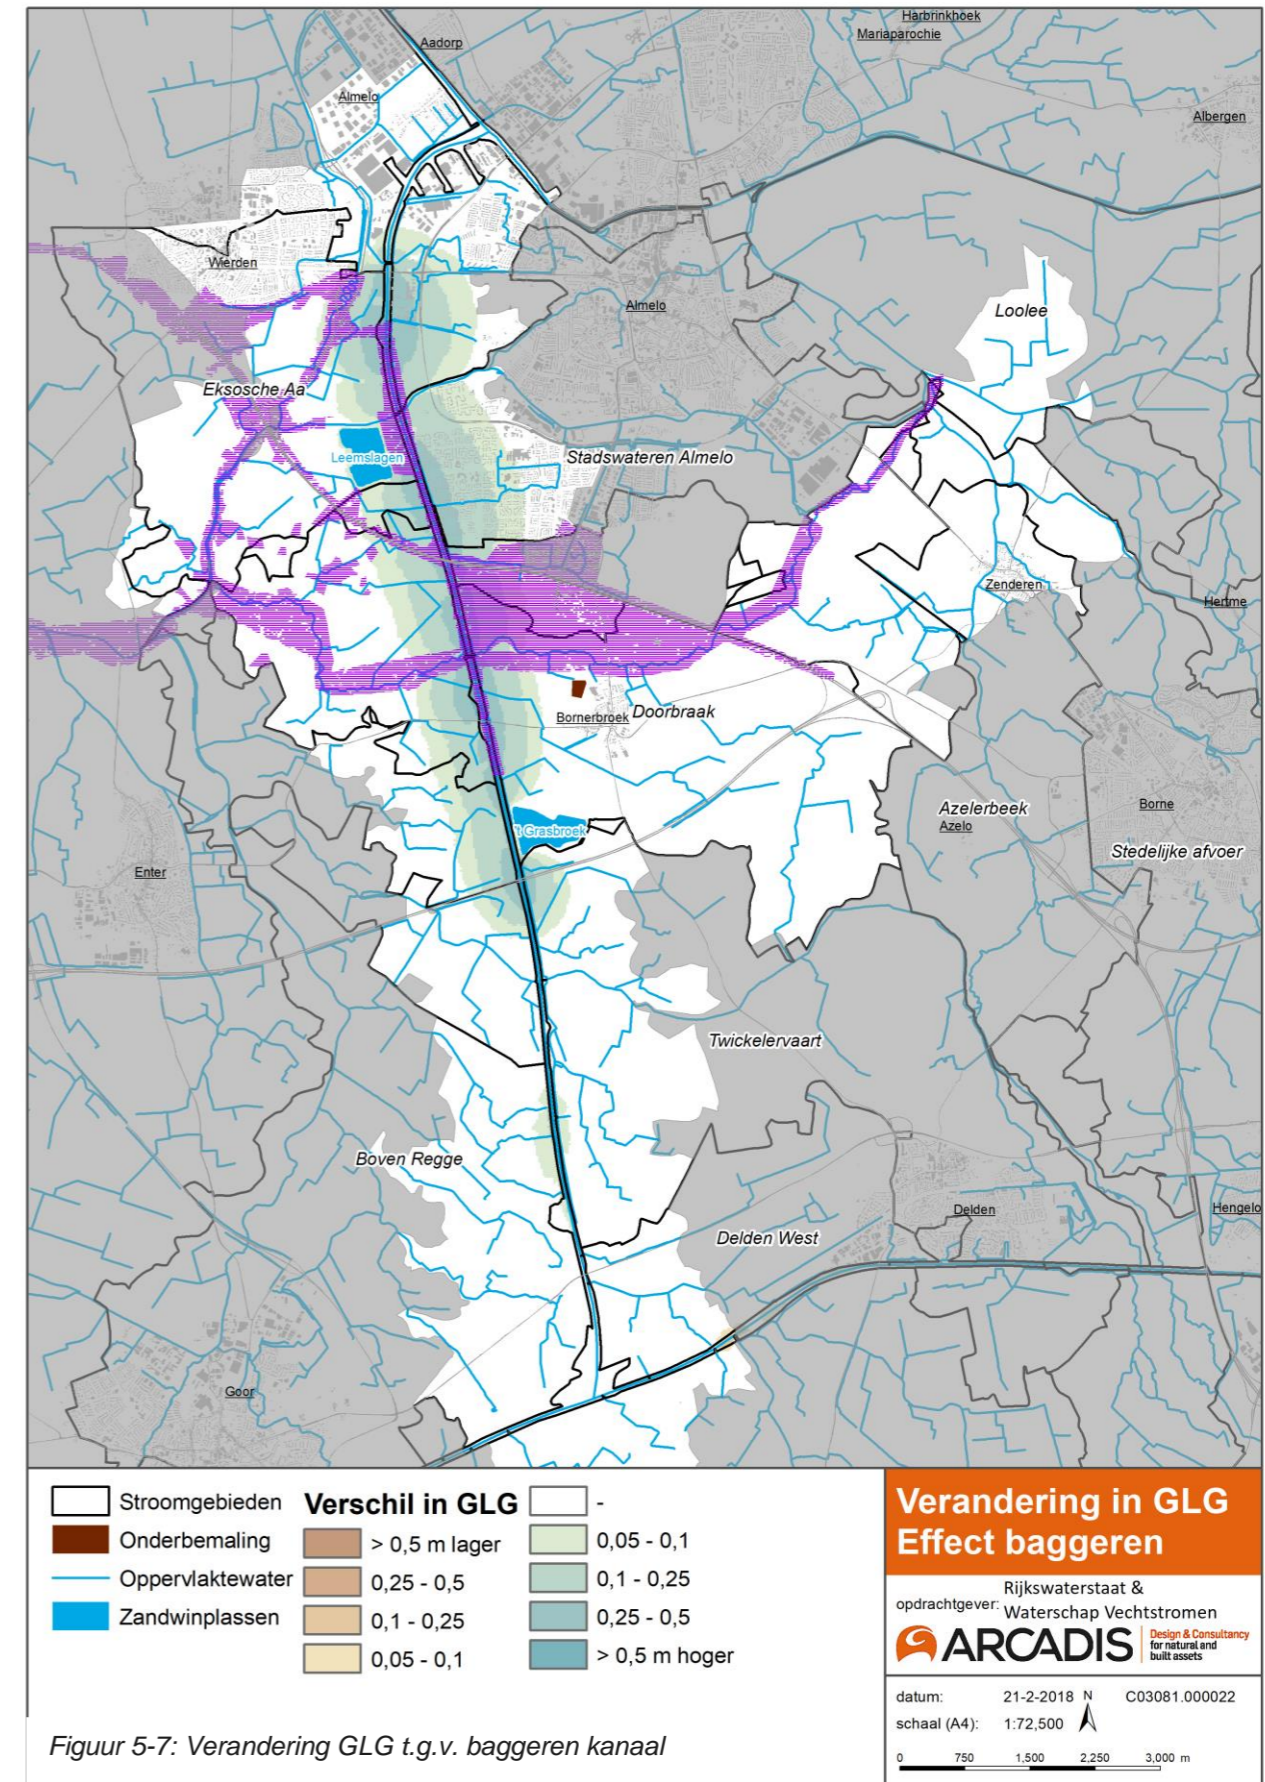 Harbrinkhoek
Mariaparochie
Aadorp
Almelo
Albergen
Wierden
Almelo
Loolee
Eksosche Aa
Leemslagen
Stadswateren Almelo
Zenderen
Hertme
Bornerbroek
Doorbraak
Azelerbeek
Azelo
Borne
't Grasbroek
Stedelijke afvoer
Enter
Twickelervaart
Boven Regge
Delden
Hengelo
Delden West
Goor
Stroomgebieden
Onderbemaling
Oppervlaktewater
Zandwinplassen
Verschil in GLG
> 0,5 m lager
0,25 - 0,5
0,1 - 0,25
0,05 - 0,1
-
0,05 - 0,1
0,1 - 0,25
0,25 - 0,5
> 0,5 m hoger
Verandering in GLG
Effect baggeren
opdrachtgever: Rijkswaterstaat &
Waterschap Vechtstromen
ARCADIS
Design & Consultancy
for natural and
built assets
datum: 21-2-2018 N C03081.000022
schaal (A4): 1:72,500
0 750 1,500 2,250 3,000 m
Figuur 5-7: Verandering GLG t.g.v. baggeren kanaal